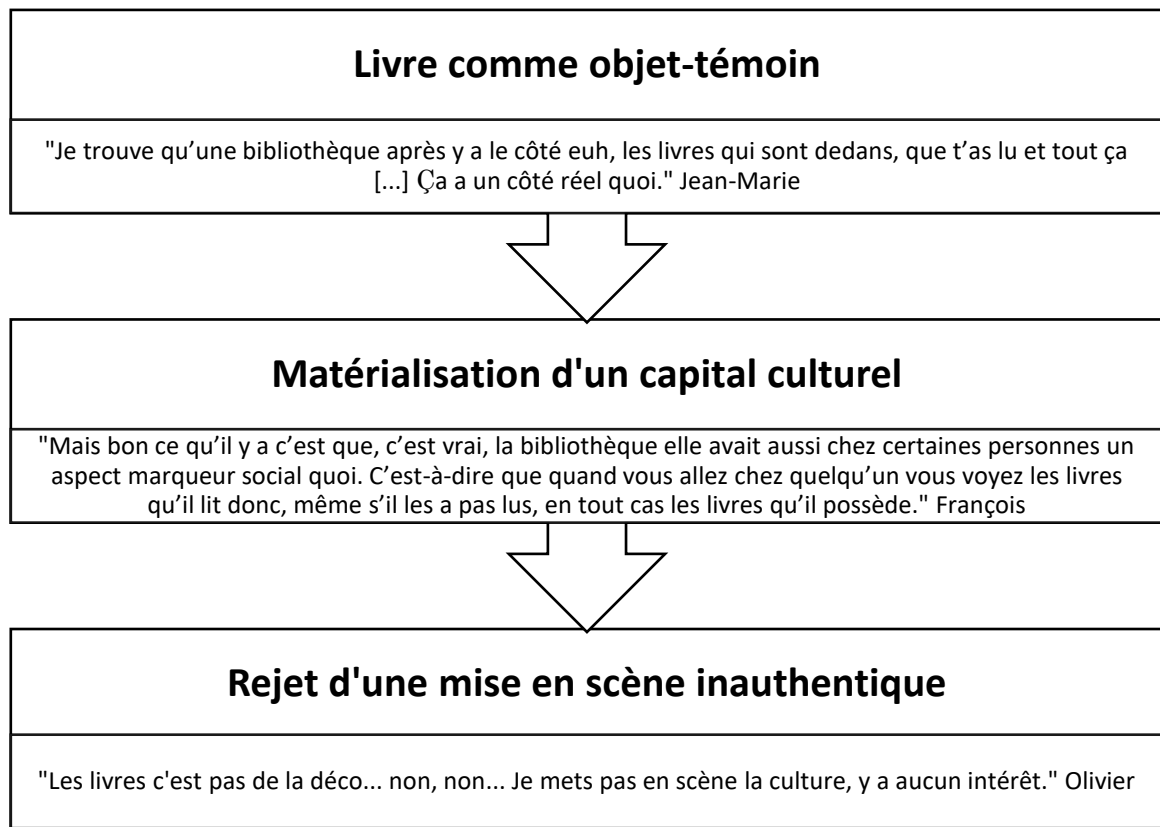 Livre comme objet-témoin
"Je trouve qu’une bibliothèque après y a le côté euh, les livres qui sont dedans, que t’as lu et tout ça
[...] Ça a un côté réel quoi." Jean-Marie
Matérialisation d'un capital culturel
"Mais bon ce qu’il y a c’est que, c’est vrai, la bibliothèque elle avait aussi chez certaines personnes un
aspect marqueur social quoi. C’est-à-dire que quand vous allez chez quelqu’un vous voyez les livres
qu’il lit donc, même s’il les a pas lus, en tout cas les livres qu’il possède." François
Rejet d'une mise en scène inauthentique
"Les livres c'est pas de la déco... non, non... Je mets pas en scène la culture, y a aucun intérêt." Olivier